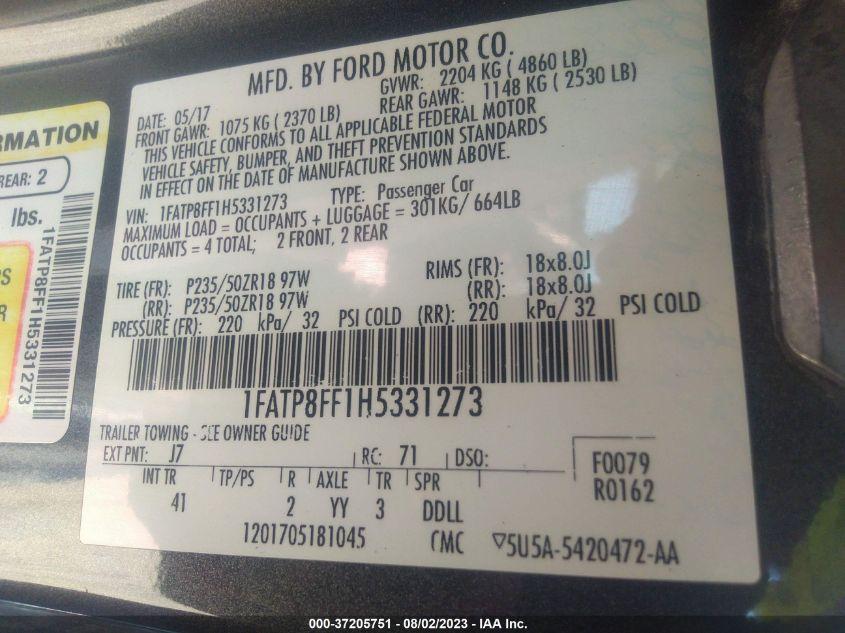 MFD. BY FORD MOTOR CO.
DATE: 05/17 GVWR: 2204 KG ( 4860 LB)
FRONT GAWR: 1075 KG ( 2370 LB) REAR GAWR: 1148 KG ( 2530 LB)
THIS VEHICLE CONFORMS TO ALL APPLICABLE FEDERAL MOTOR
VEHICLE SAFETY, BUMPER, AND THEFT PREVENTION STANDARDS
IN EFFECT ON THE DATE OF MANUFACTURE SHOWN ABOVE.
VIN: 1FATP8FF1H5331273 TYPE: Passenger Car
MAXIMUM LOAD = OCCUPANTS + LUGGAGE = 301KG/ 664LB
OCCUPANTS = 4 TOTAL; 2 FRONT, 2 REAR
TIRE (FR): P235/50ZR18 97W RIMS (FR): 18x8.0J
(RR): P235/50ZR18 97W (RR): 18x8.0J
PRESSURE (FR): 220 kPa/ 32 PSI COLD (RR): 220 kPa/ 32 PSI COLD
1FATP8FF1H5331273
TRAILER TOWING - SEE OWNER GUIDE
EXT PNT: J7 RC: 71 DSO: F0079
INT TR TP/PS R AXLE TR SPR R0162
41 2 YY 3 DDLL
1201705181045 CMC ▽5U5A-5420472-AA
RMATION
REAR: 2
lbs.
PS
R
1FATP8FF1H5331273
000-37205751 — 08/02/2023 - IAA Inc.